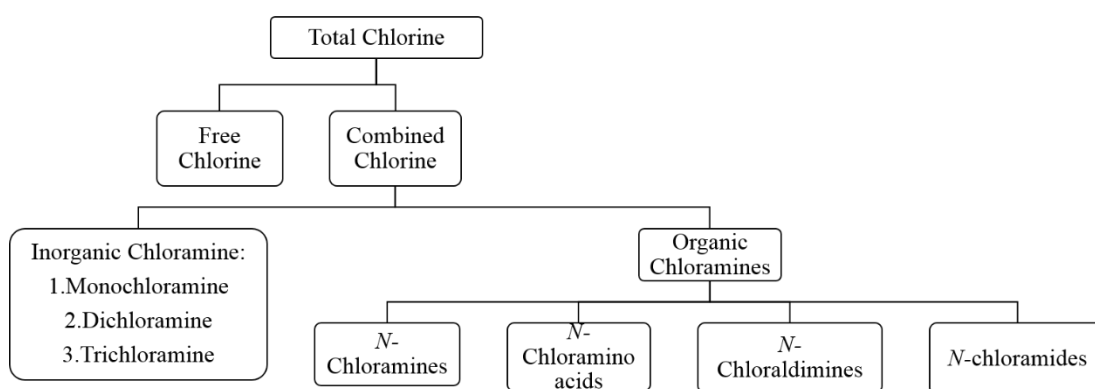 Total Chlorine
Free
Chlorine
Combined
Chlorine
Inorganic Chloramine:
1.Monochloramine
2.Dichloramine
3.Trichloramine
Organic
Chloramines
N-
Chloramines
N-
Chloramino
acids
N-
Chloraldimines
N-chloramides